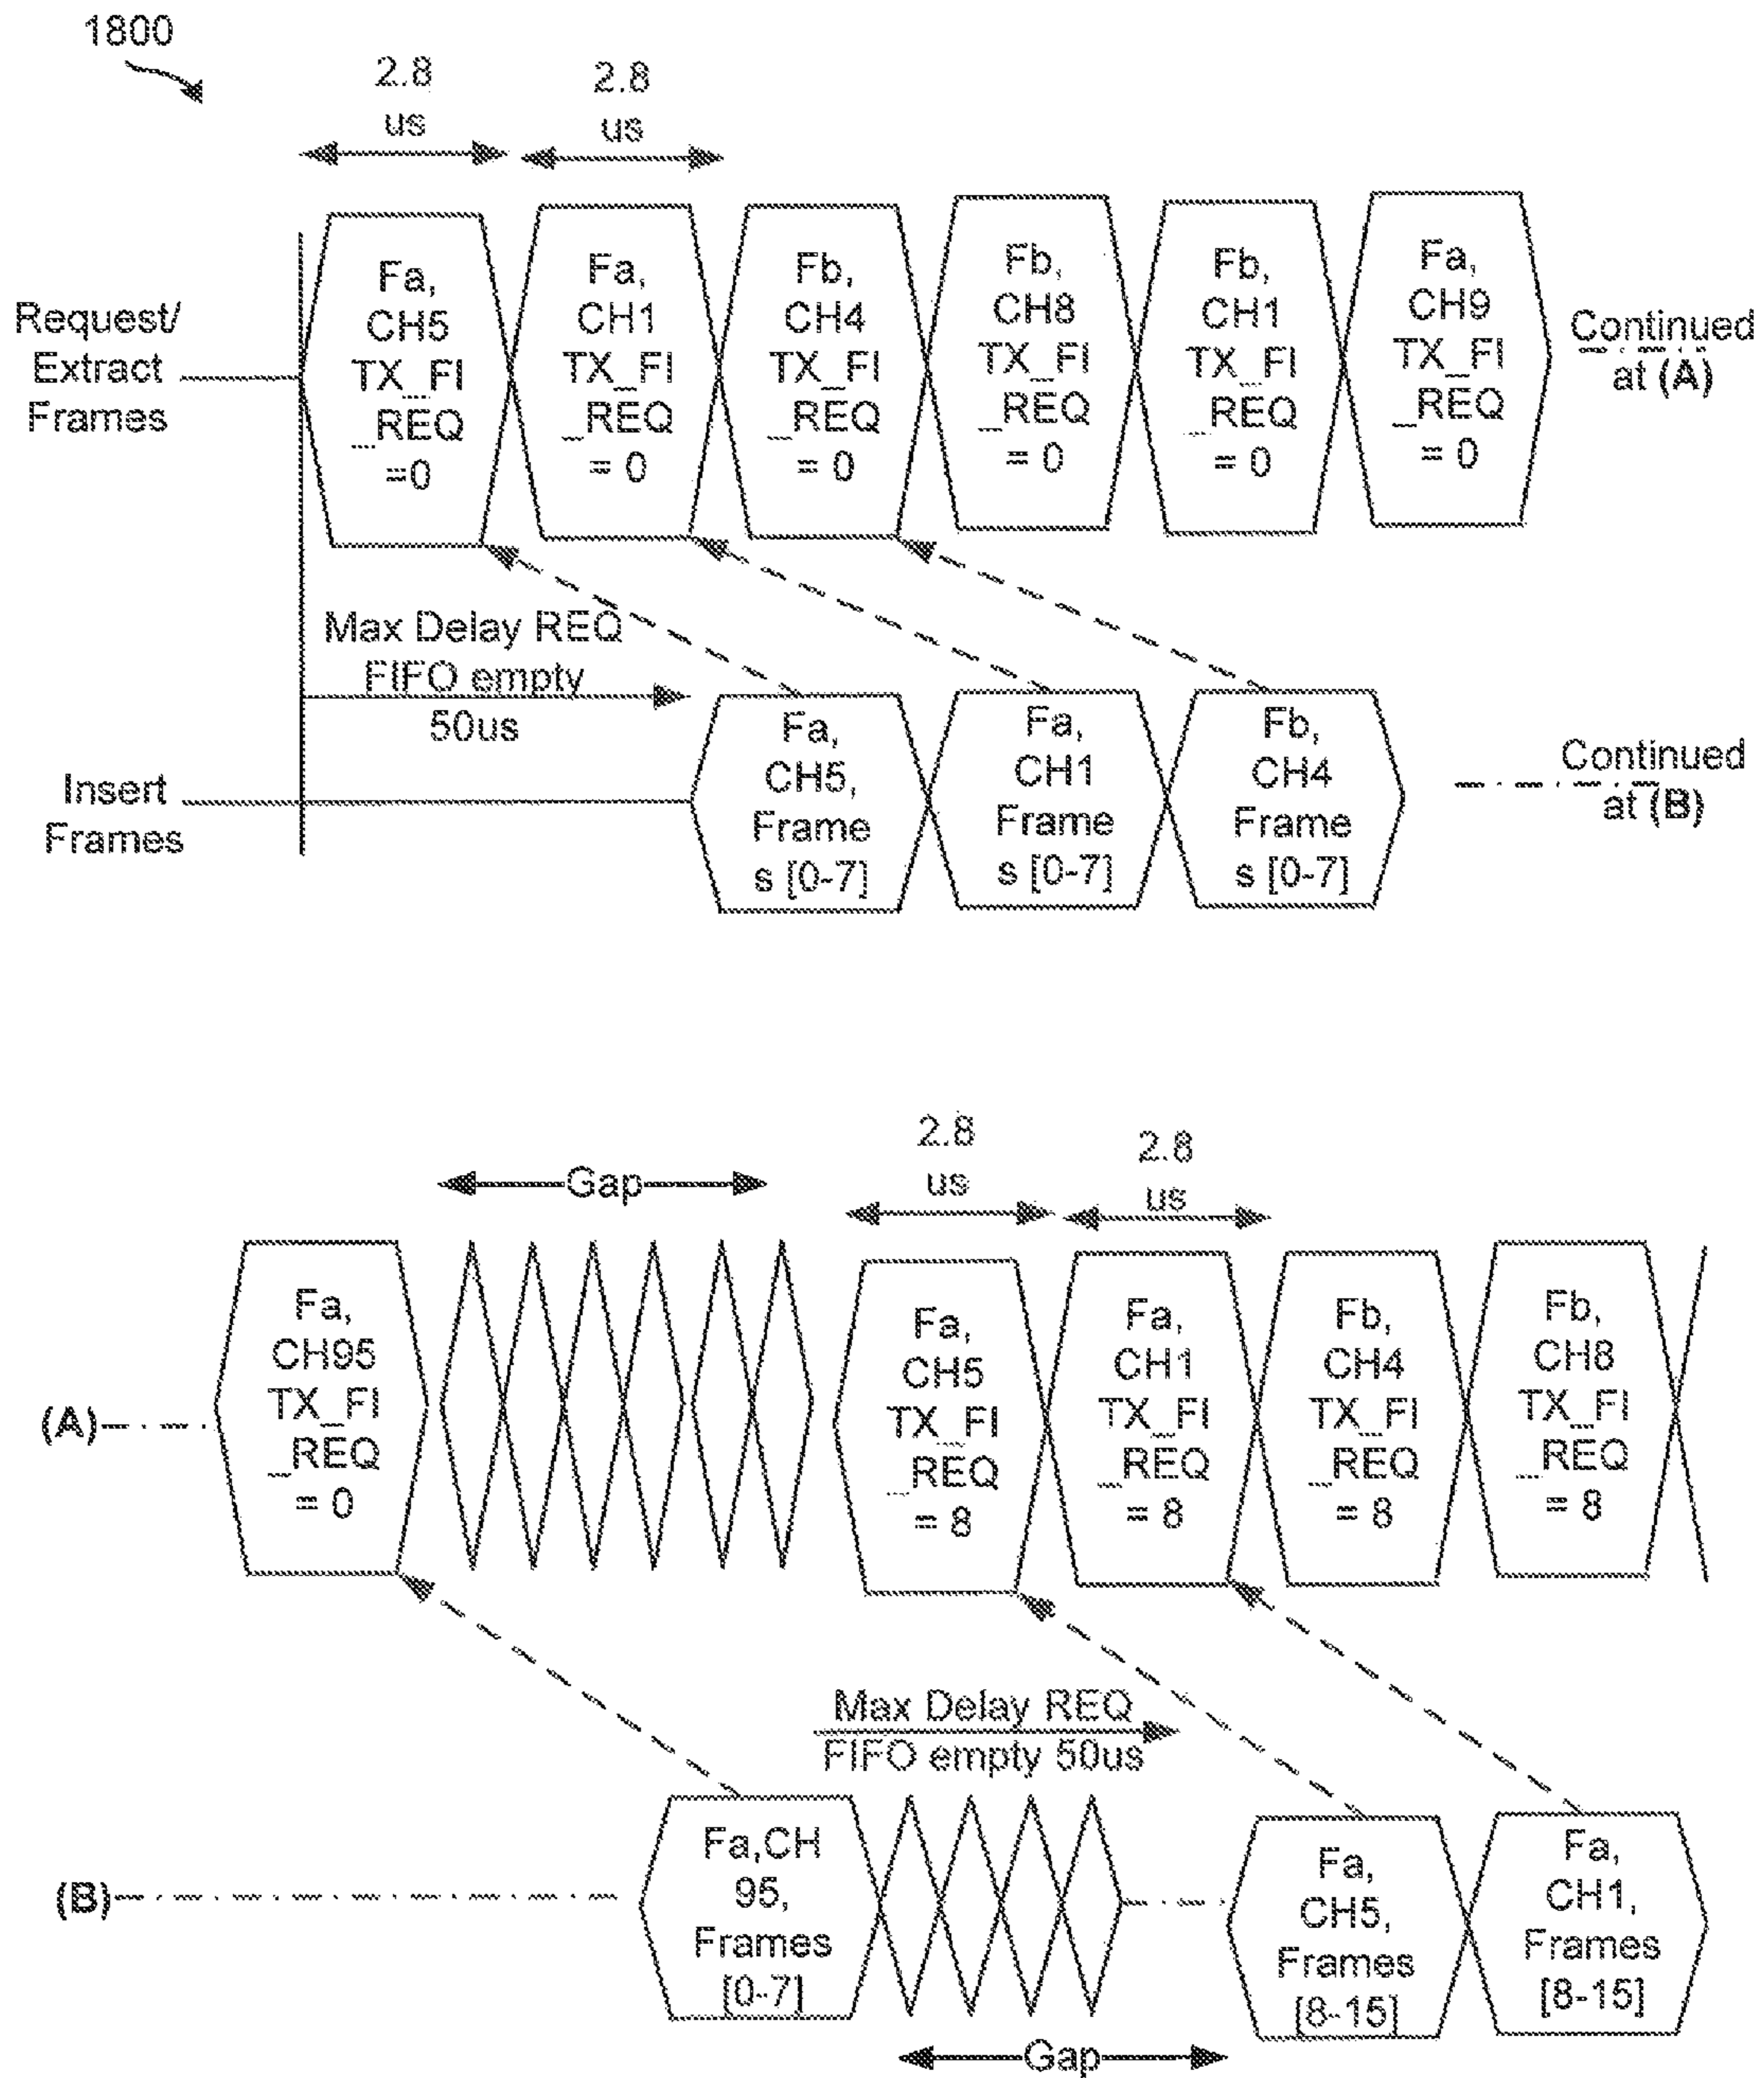 1800
2.8
us
2.8
us
Request/
Extract
Frames
Fa,
CH5
TX_FI
_REQ
=0
Fa,
CH1
TX_FI
_REQ
= 0
Fb,
CH4
TX_FI
_REQ
= 0
Fb,
CH8
TX_FI
_REQ
= 0
Fb,
CH1
TX_FI
_REQ
= 0
Fa,
CH9
TX_FI
_REQ
= 0
Continued
at (A)
Max Delay REQ
FIFO empty
50us
Insert
Frames
Fa,
CH5,
Frame
s [0-7]
Fa,
CH1
Frame
s [0-7]
Fb,
CH4
Frame
s [0-7]
Continued
at (B)
Gap
2.8
us
2.8
us
(A)
Fa,
CH95
TX_FI
_REQ
= 0
Fa,
CH5
TX_FI
_REQ
= 8
Fa,
CH1
TX_FI
_REQ
= 8
Fb,
CH4
TX_FI
_REQ
= 8
Fb,
CH8
TX_FI
_REQ
= 8
Max Delay REQ
FIFO empty 50us
(B)
Fa,CH
95,
Frames
[0-7]
Fa,
CH5,
Frames
[8-15]
Fa,
CH1,
Frames
[8-15]
Gap